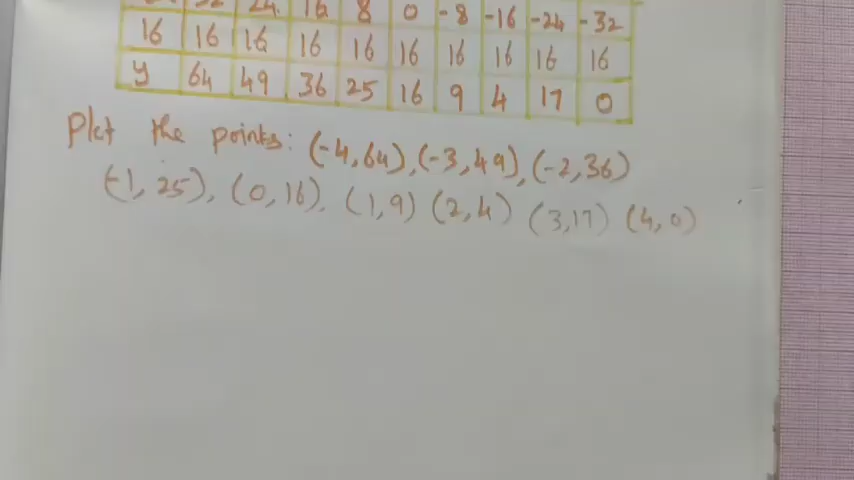 32 24 16 8 0 -8 -16 -24 -32
16 16 16 16 16 16 16 16 16 16
y 64 49 36 25 16 9 4 17 0
Plot the points: (-4,64),(-3,49),(-2,36)
(-1, 25), (0,16), (1,9) (2,4) (3,17) (4,0)